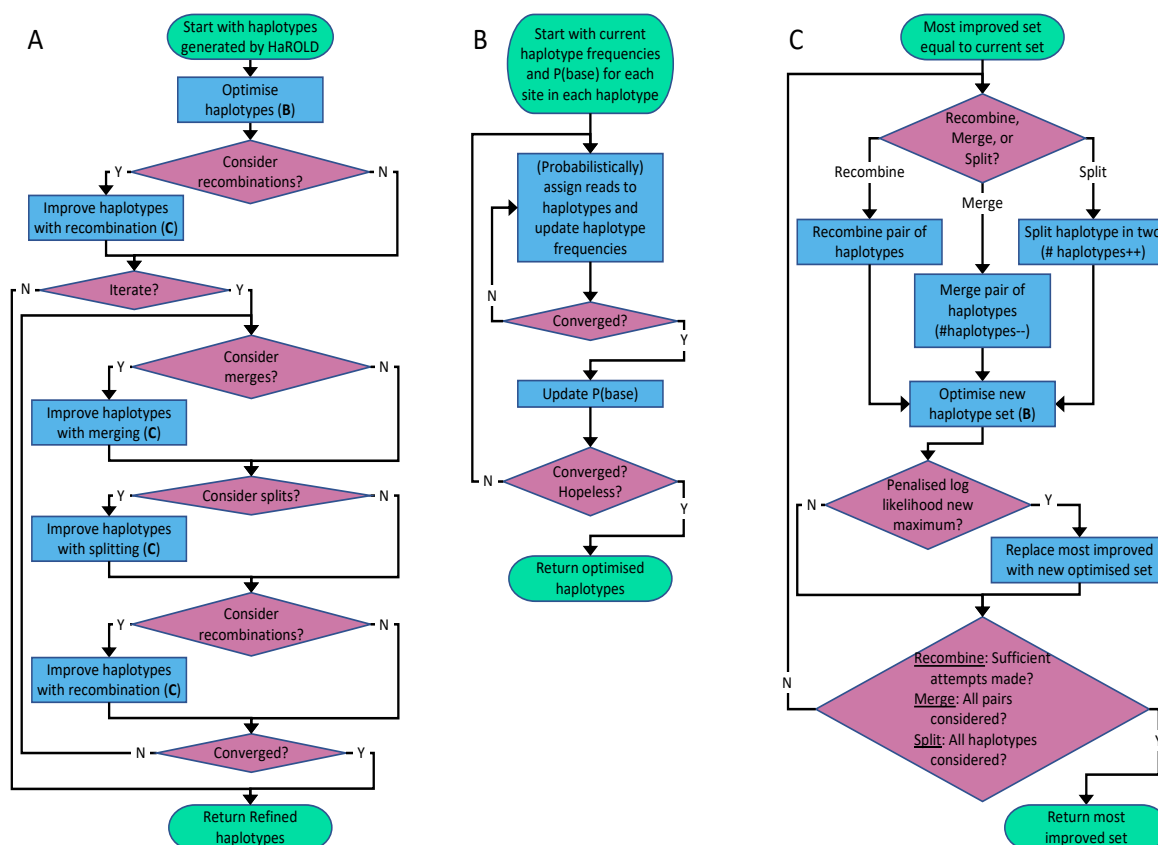 A
Start with haplotypes
generated by HaROLD
Optimise
haplotypes (B)
Consider
recombinations?
Y
N
Improve haplotypes
with recombination (C)
N
Iterate?
Y
Consider
merges?
Y
N
Improve haplotypes
with merging (C)
Y
Consider splits?
N
Improve haplotypes
with splitting (C)
Consider
recombinations?
Y
N
Improve haplotypes
with recombination (C)
N
Converged?
Y
Return Refined
haplotypes
B
Start with current
haplotype frequencies
and P(base) for each
site in each haplotype
(Probabilistically)
assign reads to
haplotypes and
update haplotype
frequencies
N
Converged?
Y
Update P(base)
N
Converged?
Hopeless?
Y
Return optimised
haplotypes
C
Most improved set
equal to current set
Recombine,
Merge, or
Split?
Recombine
Merge
Split
Recombine pair of
haplotypes
Split haplotype in two
(# haplotypes++)
Merge pair of
haplotypes
(#haplotypes--)
Optimise new
haplotype set (B)
Penalised log
likelihood new
maximum?
N
Y
Replace most improved
with new optimised set
Recombine: Sufficient
attempts made?
Merge: All pairs
considered?
Split: All haplotypes
considered?
N
Y
Return most
improved set